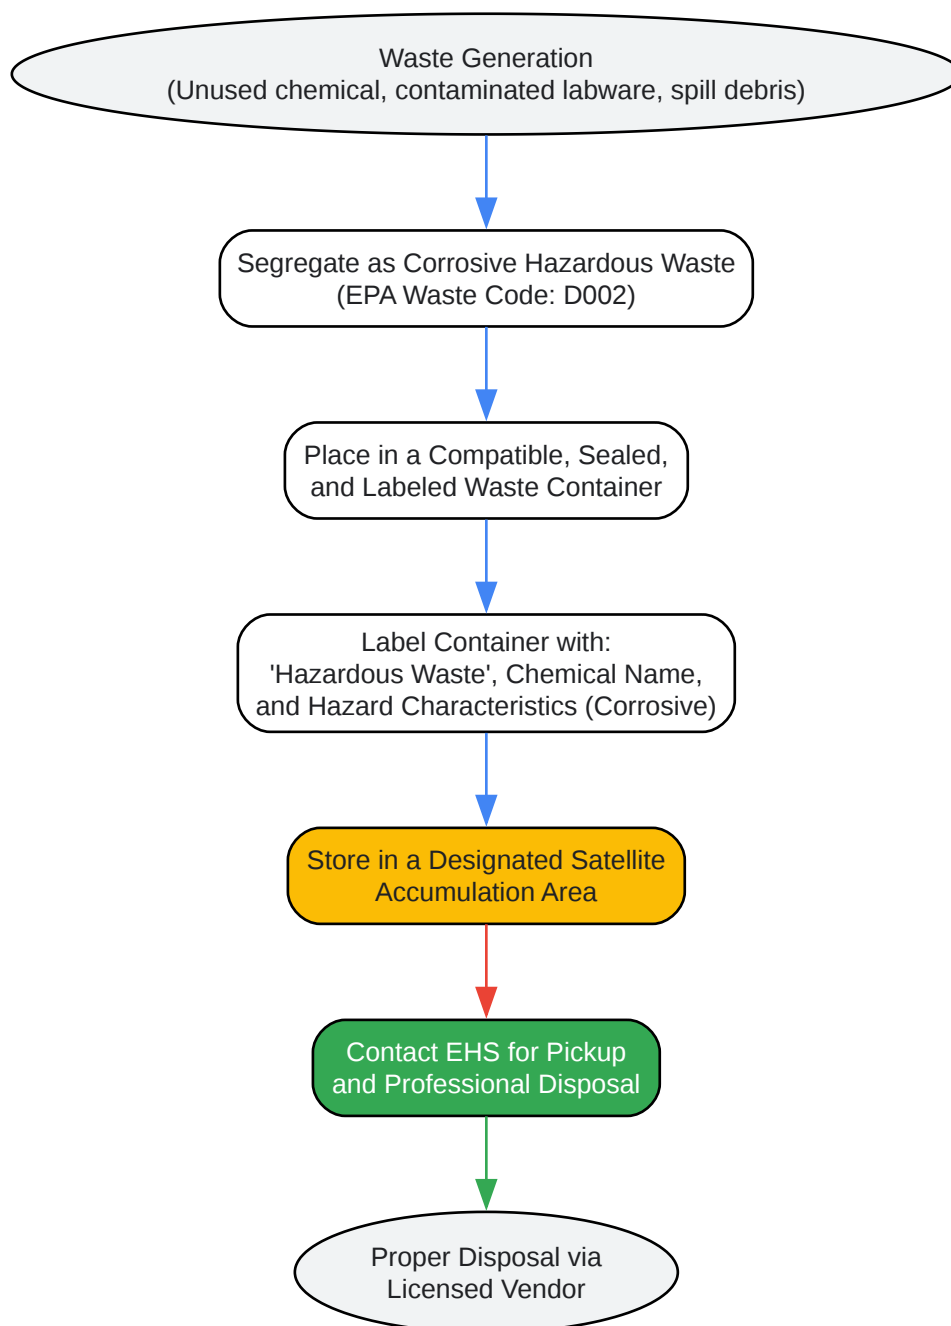 Waste Generation
(Unused chemical, contaminated labware, spill debris)
Segregate as Corrosive Hazardous Waste
(EPA Waste Code: D002)
Place in a Compatible, Sealed,
and Labeled Waste Container
Label Container with:
'Hazardous Waste', Chemical Name,
and Hazard Characteristics (Corrosive)
Store in a Designated Satellite
Accumulation Area
Contact EHS for Pickup
and Professional Disposal
Proper Disposal via
Licensed Vendor